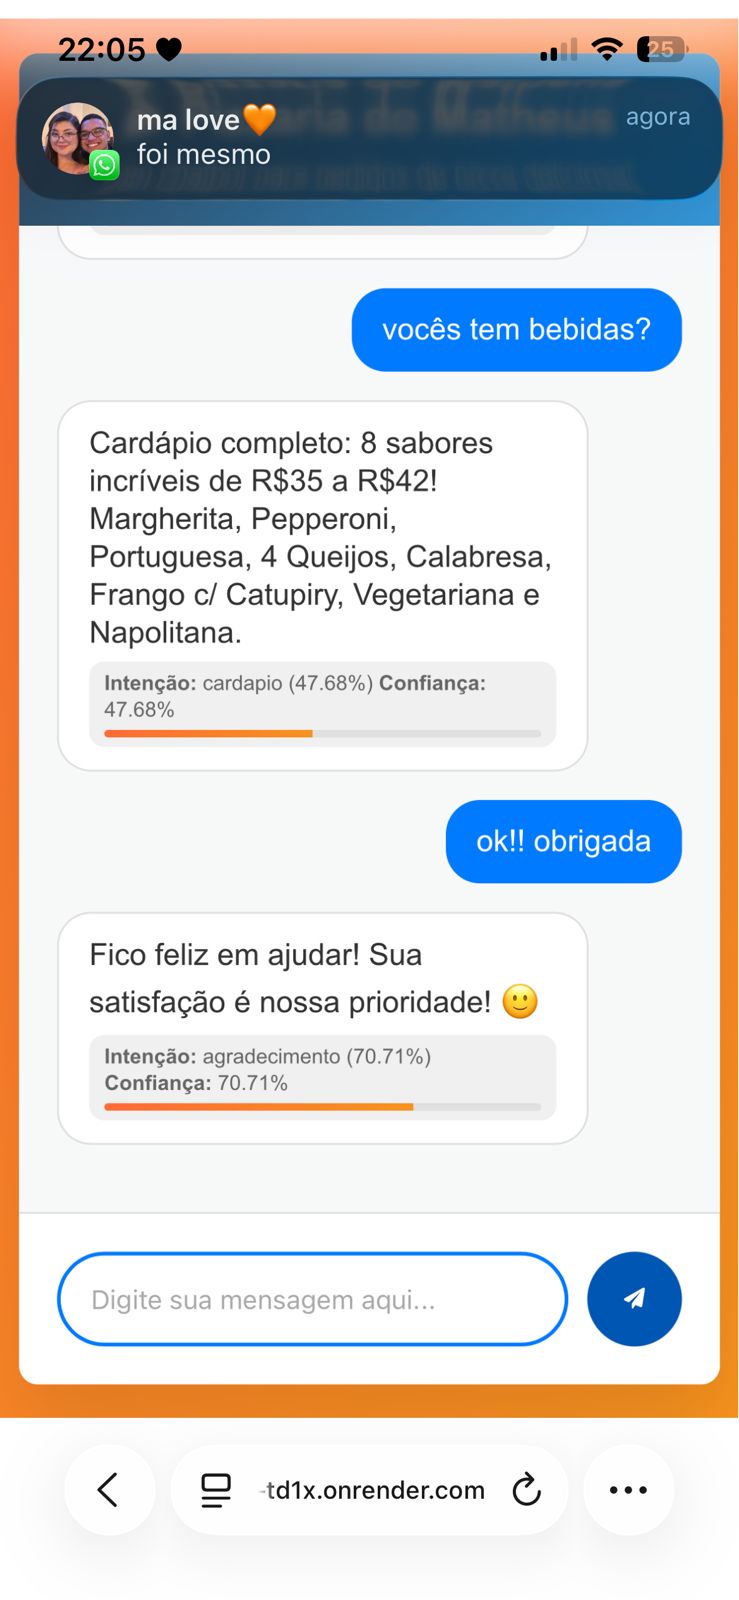 22:05
25
ma love🧡
agora
foi mesmo
vocês tem bebidas?
Cardápio completo: 8 sabores
incríveis de R$35 a R$42!
Margherita, Pepperoni,
Portuguesa, 4 Queijos, Calabresa,
Frango c/ Catupiry, Vegetariana e
Napolitana.
Intenção: cardapio (47.68%) Confiança:
47.68%
ok!! obrigada
Fico feliz em ajudar! Sua
satisfação é nossa prioridade! 🙂
Intenção: agradecimento (70.71%)
Confiança: 70.71%
Digite sua mensagem aqui...
-td1x.onrender.com